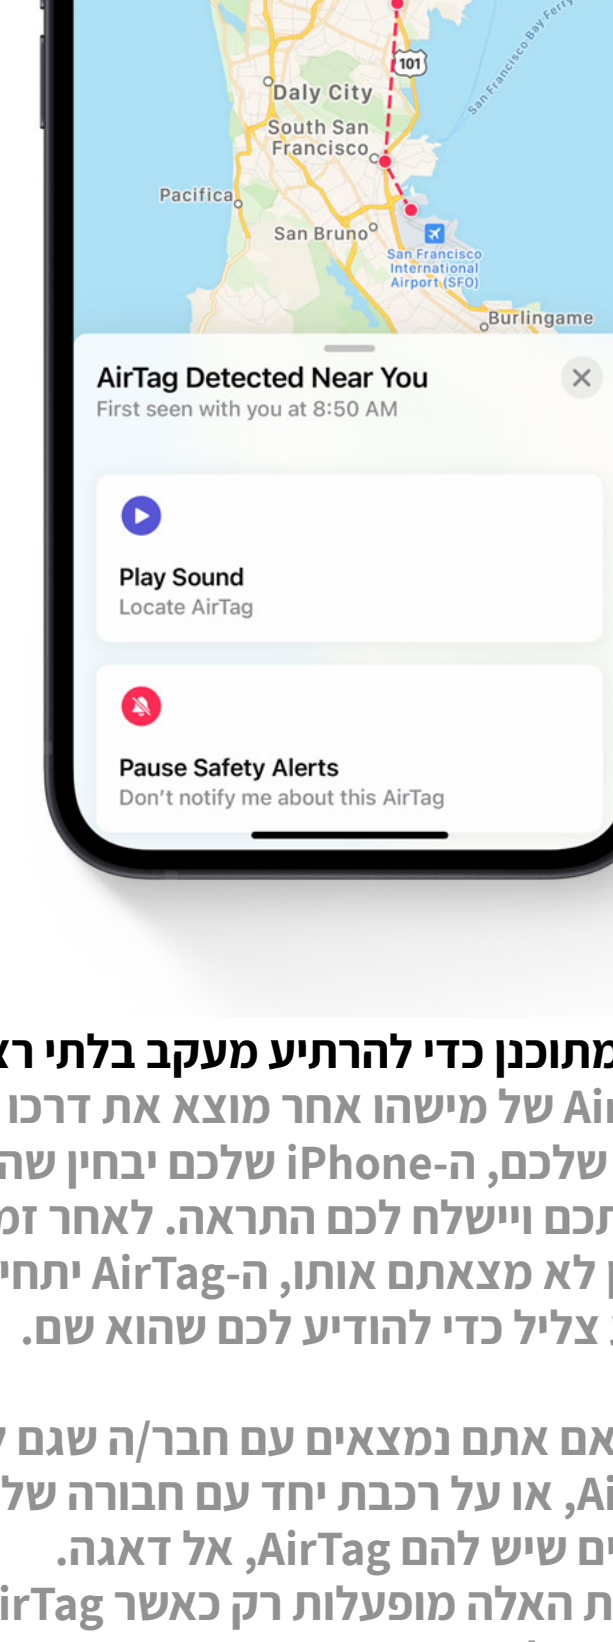 San Francisco Bay Ferry
101
Daly City
South San
Francisco
Pacifica
San Bruno
San Francisco
International
Airport (SFO)
Burlingame
AirTag Detected Near You
First seen with you at 8:50 AM
Play Sound
Locate AirTag
Pause Safety Alerts
Don't notify me about this AirTag
מתוכנן כדי להרתיע מעקב בלתי
של מישהו אחר מוצא את דרכו
שלכם, ה-iPhone שלכם יבחין
ויישלח לכם התראה. לאחר
לא מצאתם אותו, ה-AirTag
צליל כדי להודיע לכם שהוא שם.
אם אתם נמצאים עם חבר/ה שגם
או על רכבת יחד עם חבורה
שיש להם AirTag, אל דאגה.
האלה מופעלות רק כאשר